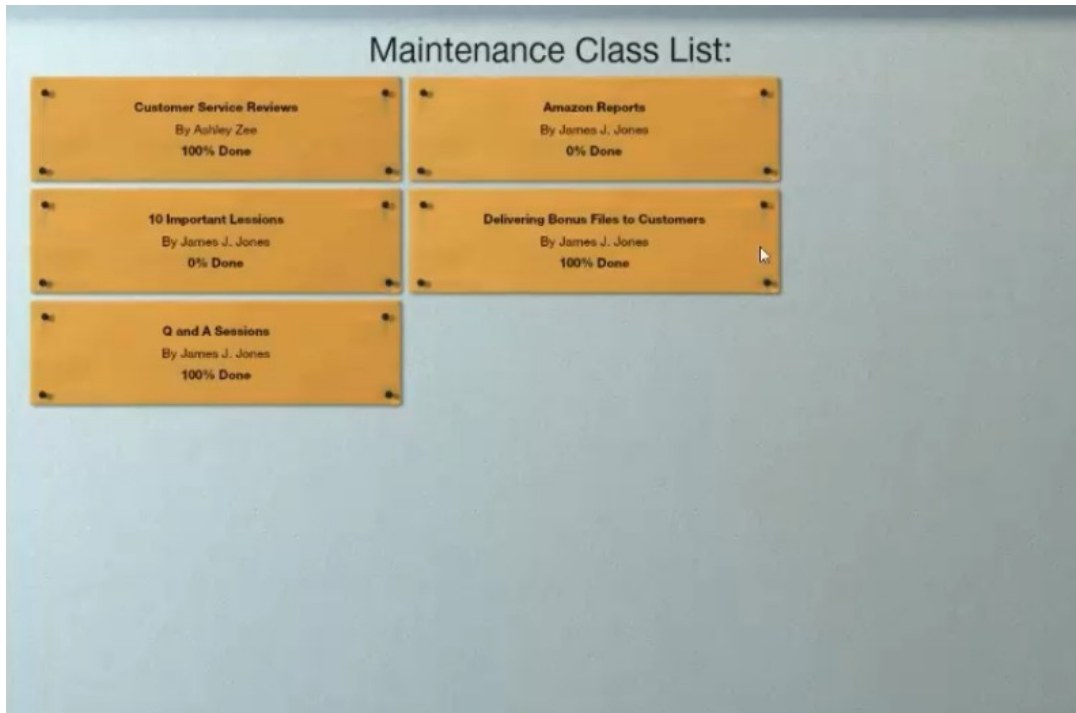 Maintenance Class List:
Customer Service Reviews
By Ashley Zee
100% Done
Amazon Reports
By James J. Jones
0% Done
10 Important Lessions
By James J. Jones
0% Done
Delivering Bonus Files to Customers
By James J. Jones
100% Done
Q and A Sessions
By James J. Jones
100% Done